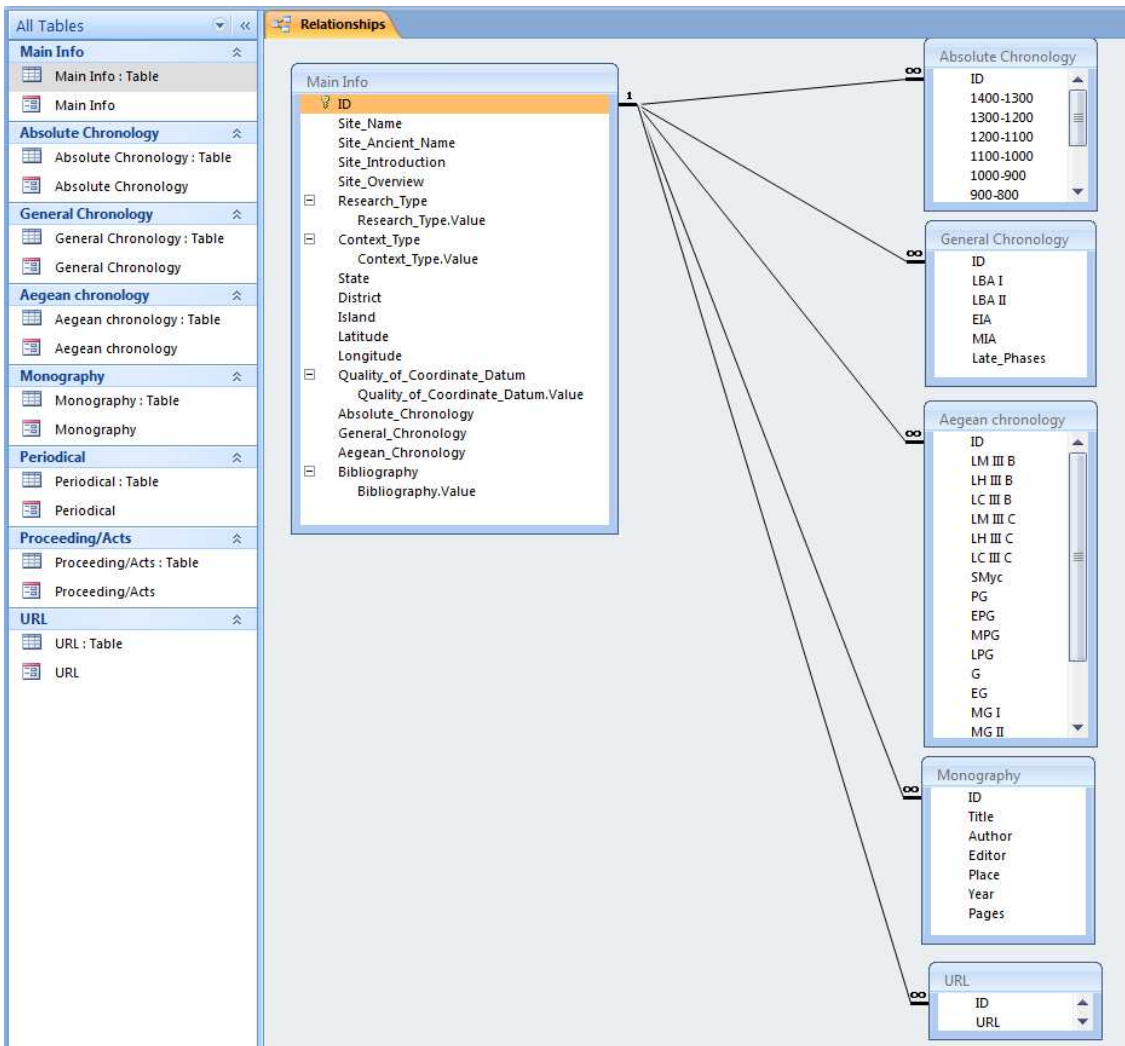 All Tables
Main Info
Main Info : Table
Main Info
Absolute Chronology
Absolute Chronology : Table
Absolute Chronology
General Chronology
General Chronology : Table
General Chronology
Aegean chronology
Aegean chronology : Table
Aegean chronology
Monography
Monography : Table
Monography
Periodical
Periodical : Table
Periodical
Proceeding/Acts
Proceeding/Acts : Table
Proceeding/Acts
URL
URL : Table
URL
Relationships
Main Info
ID
Site_Name
Site_Ancient_Name
Site_Introduction
Site_Overview
Research_Type
Research_Type.Value
Context_Type
Context_Type.Value
State
District
Island
Latitude
Longitude
Quality_of_Coordinate_Datum
Quality_of_Coordinate_Datum.Value
Absolute_Chronology
General_Chronology
Aegean_Chronology
Bibliography
Bibliography.Value
1
∞
Absolute Chronology
ID
1400-1300
1300-1200
1200-1100
1100-1000
1000-900
900-800
∞
General Chronology
ID
LBA I
LBA II
EIA
MIA
Late_Phases
∞
Aegean chronology
ID
LM III B
LH III B
LC III B
LM III C
LH III C
LC III C
SMyc
PG
EPG
MPG
LPG
G
EG
MG I
MG II
∞
Monography
ID
Title
Author
Editor
Place
Year
Pages
∞
URL
ID
URL